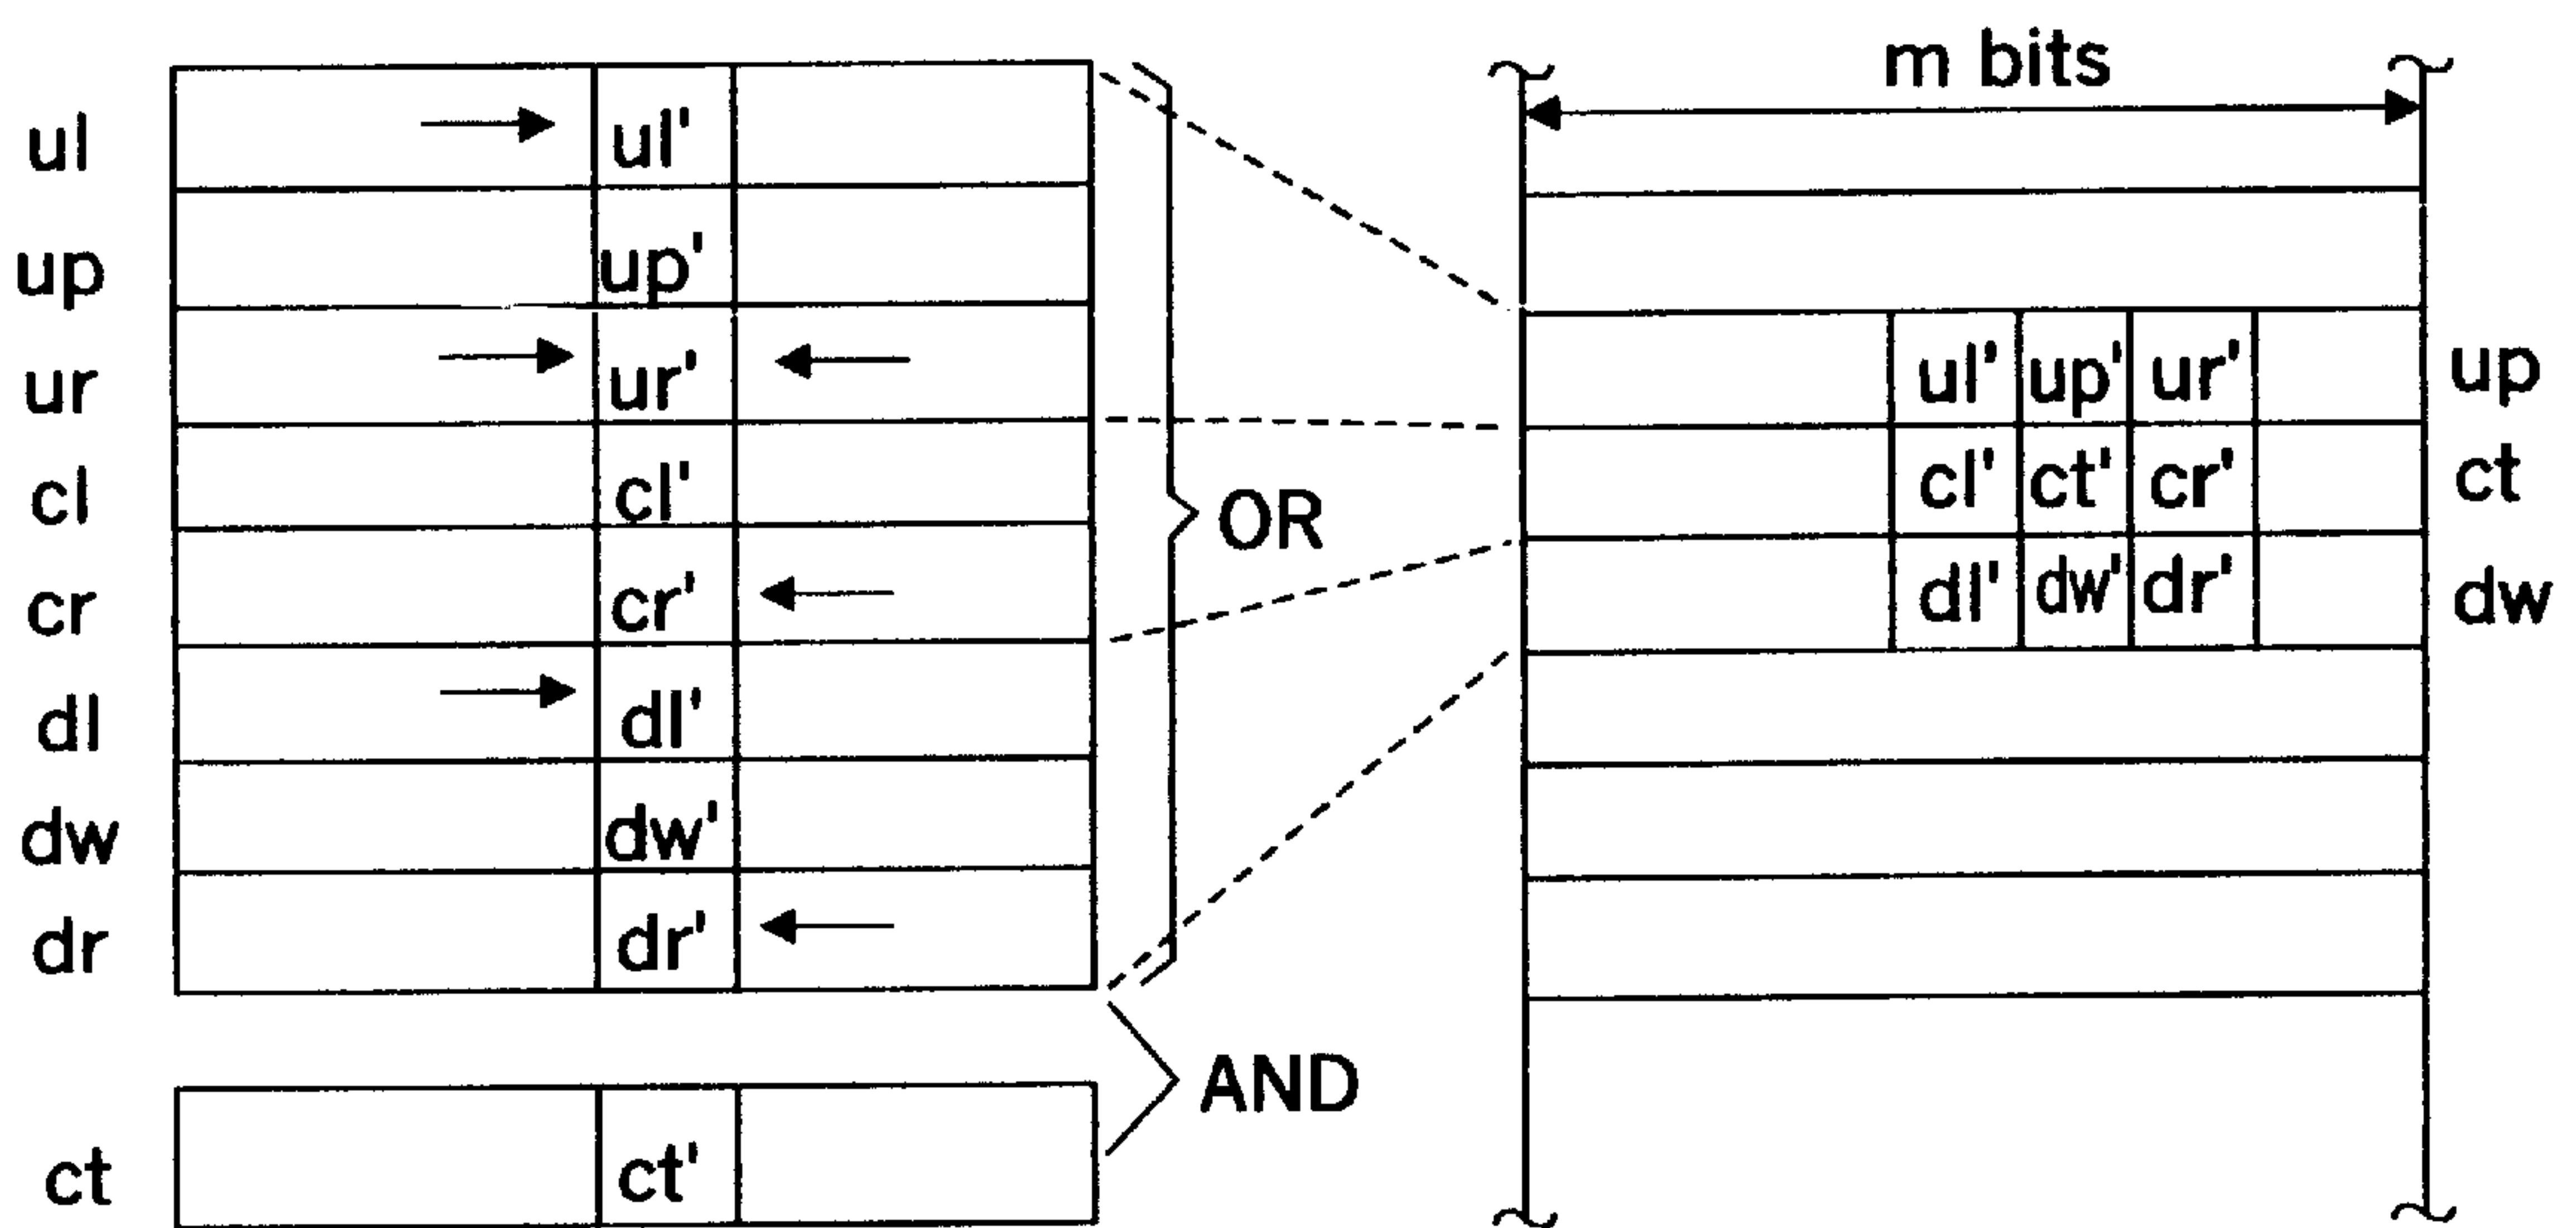 m bits
ul ul'
up up'
ur ur'
cl cl'
cr cr'
dl dl'
dw dw'
dr dr'
OR
ct ct'
AND
ul' up' ur' up
cl' ct' cr' ct
dl' dw' dr' dw